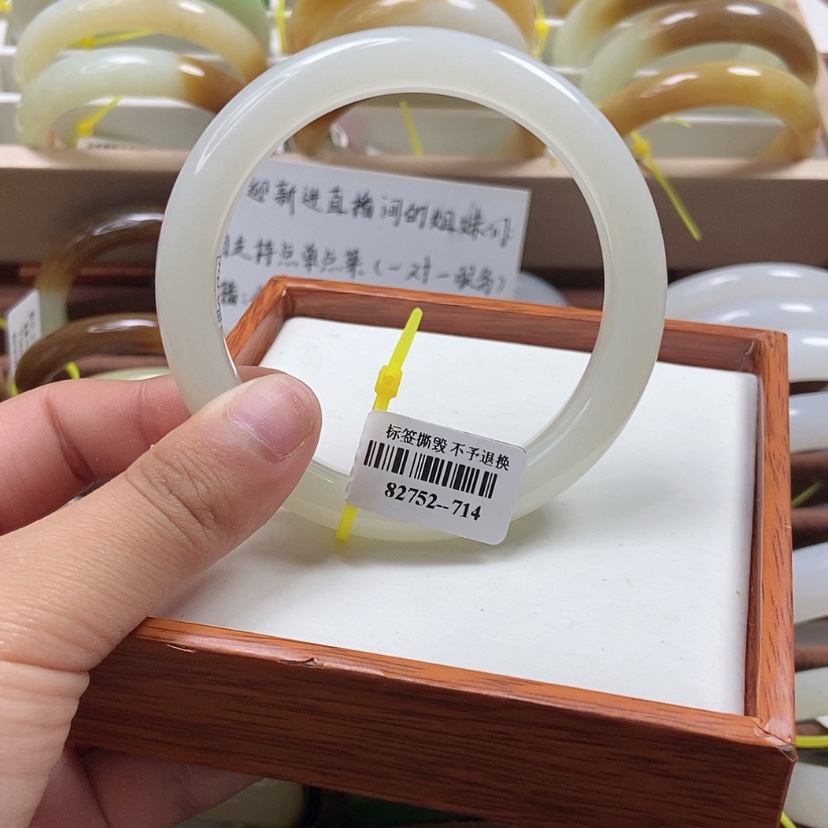 迎新进直播间的姐妹们
支持点单点菜(一对一服务)
播
标签撕毁 不予退换
82752--714